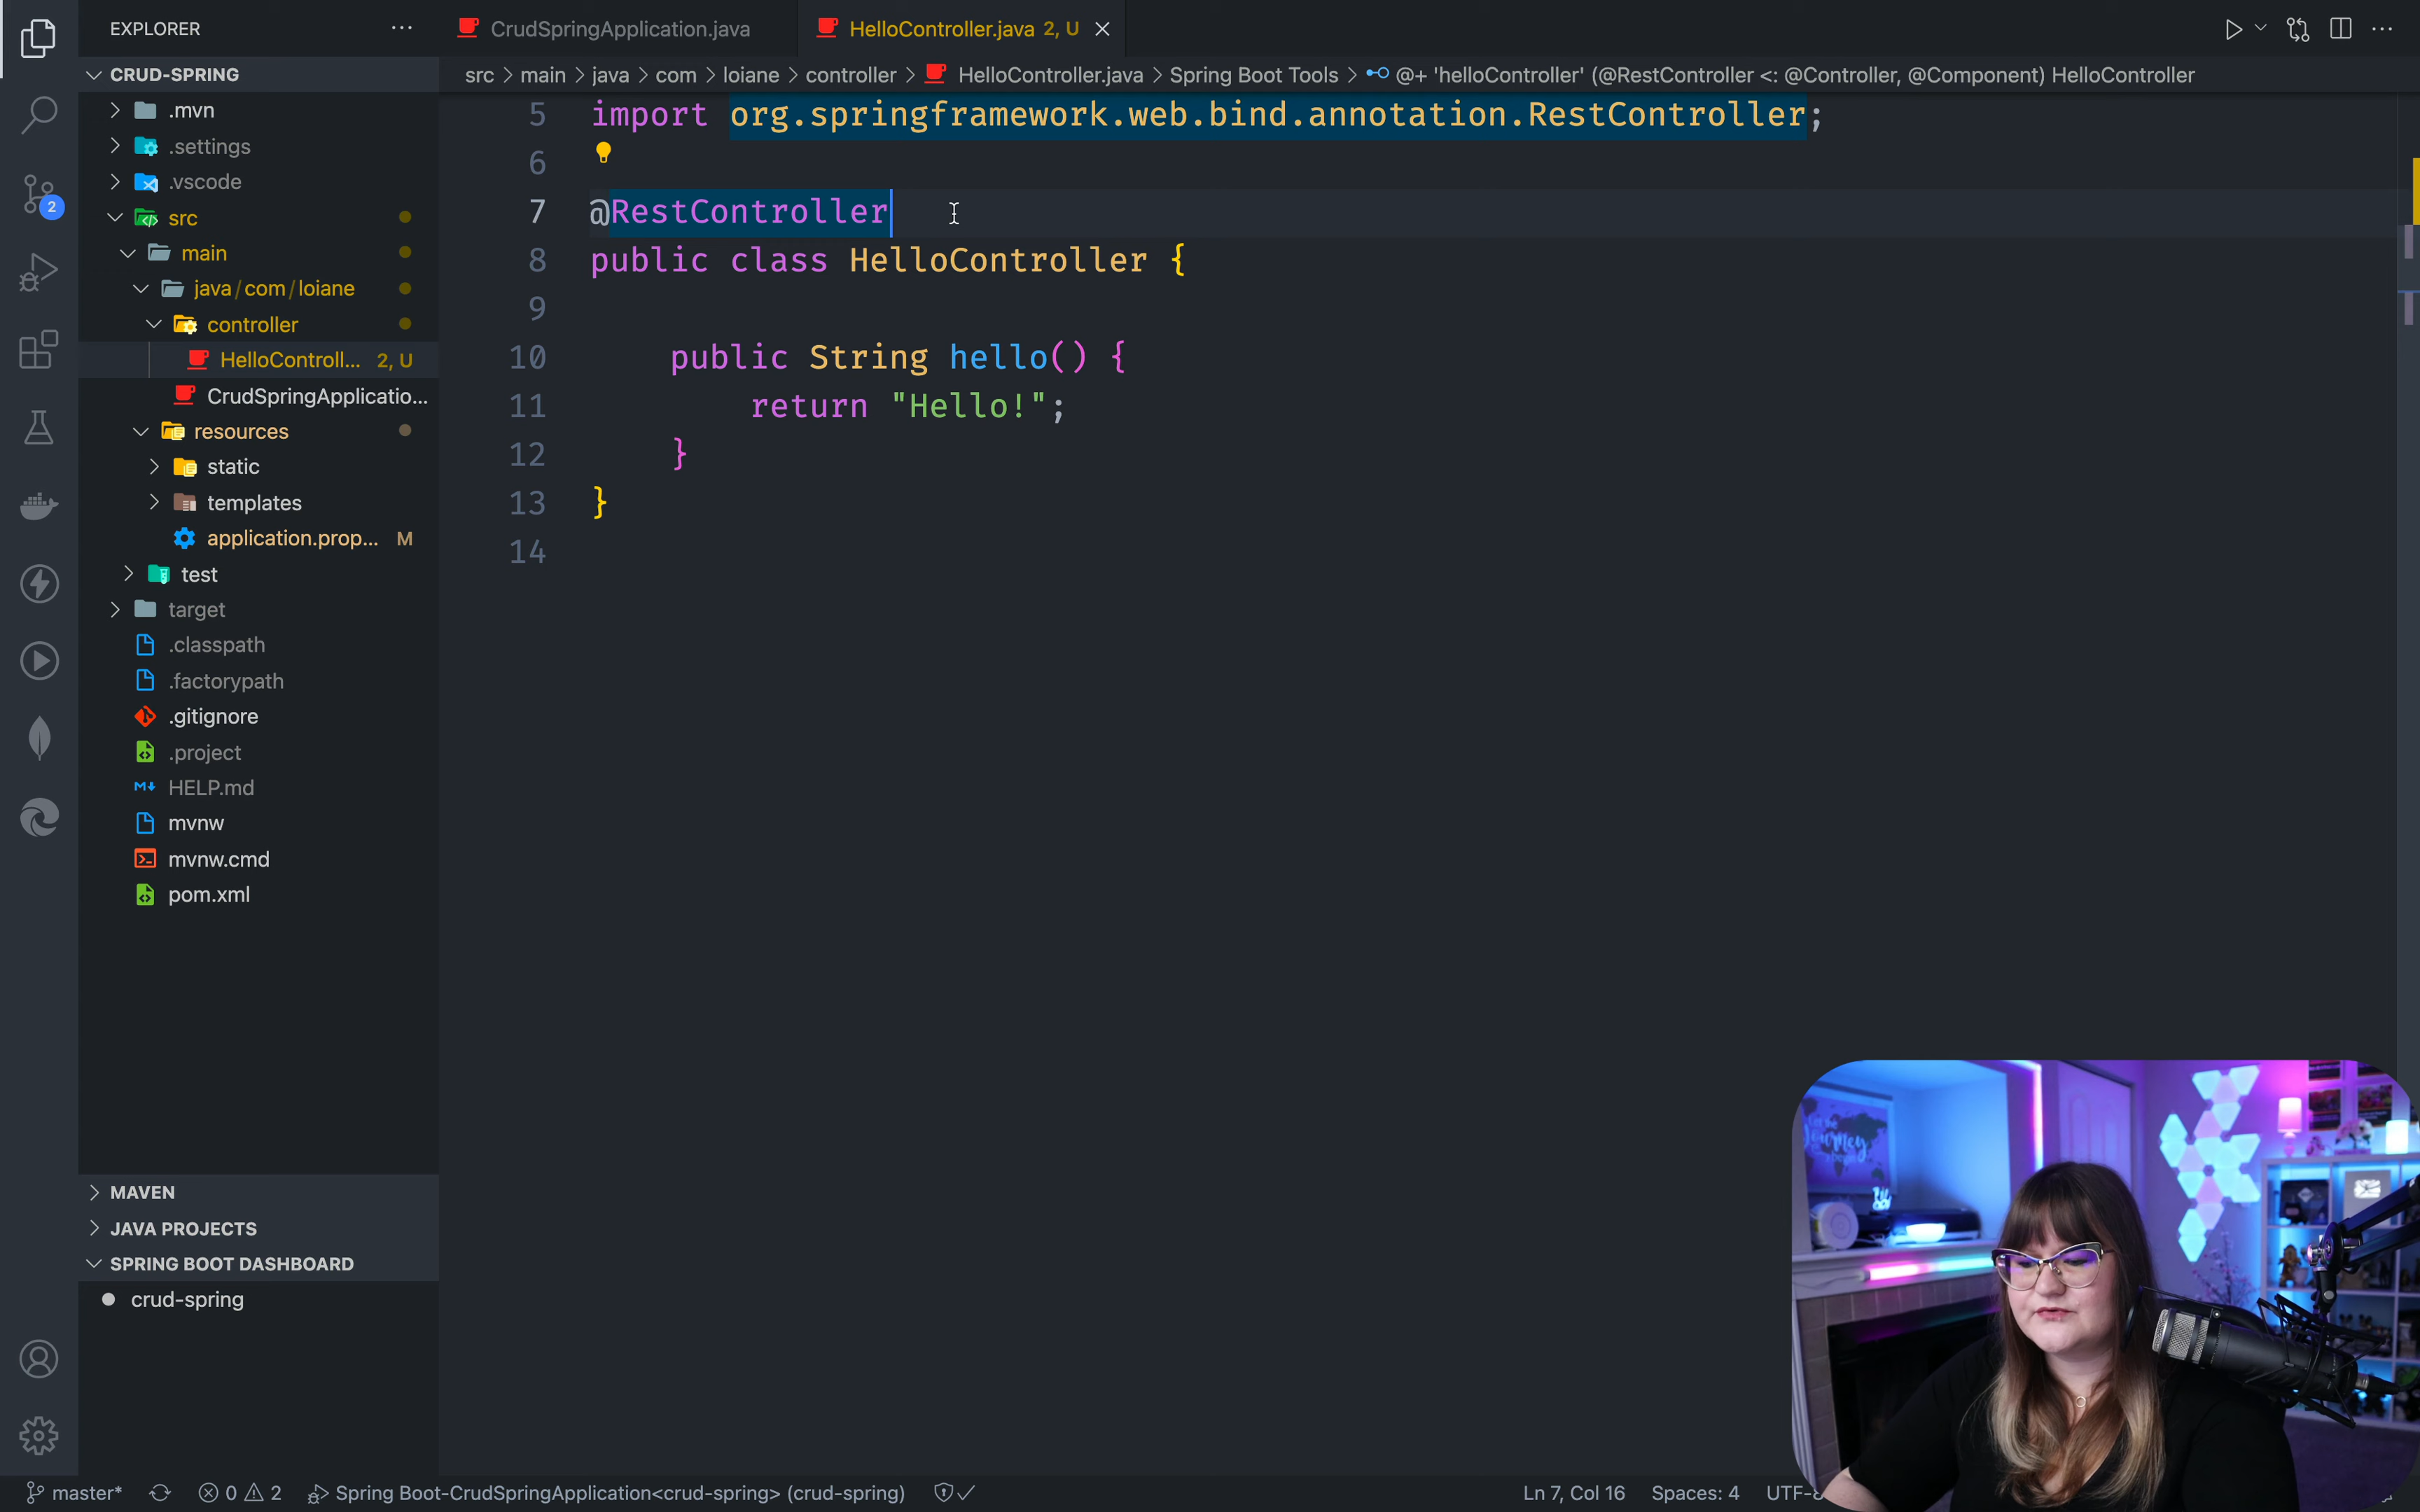 EXPLORER
CRUD-SPRING
.mvn
.settings
.vscode
src
main
java/com/loiane
controller
HelloControll... 2, U
CrudSpringApplicatio...
resources
static
templates
application.prop... M
test
target
.classpath
.factorypath
.gitignore
.project
HELP.md
mvnw
mvnw.cmd
pom.xml
MAVEN
JAVA PROJECTS
SPRING BOOT DASHBOARD
crud-spring
2
CrudSpringApplication.java
HelloController.java 2, U
src > main > java > com > loiane > controller > HelloController.java > Spring Boot Tools > @+ 'helloController' (@RestController <: @Controller, @Component) HelloController
5 import org.springframework.web.bind.annotation.RestController;
6
7 @RestController
8 public class HelloController {
9
10 public String hello() {
11 return "Hello!";
12 }
13 }
14
Journey
master* 0 2 Spring Boot-CrudSpringApplication<crud-spring> (crud-spring) Ln 7, Col 16 Spaces: 4 UTF-8